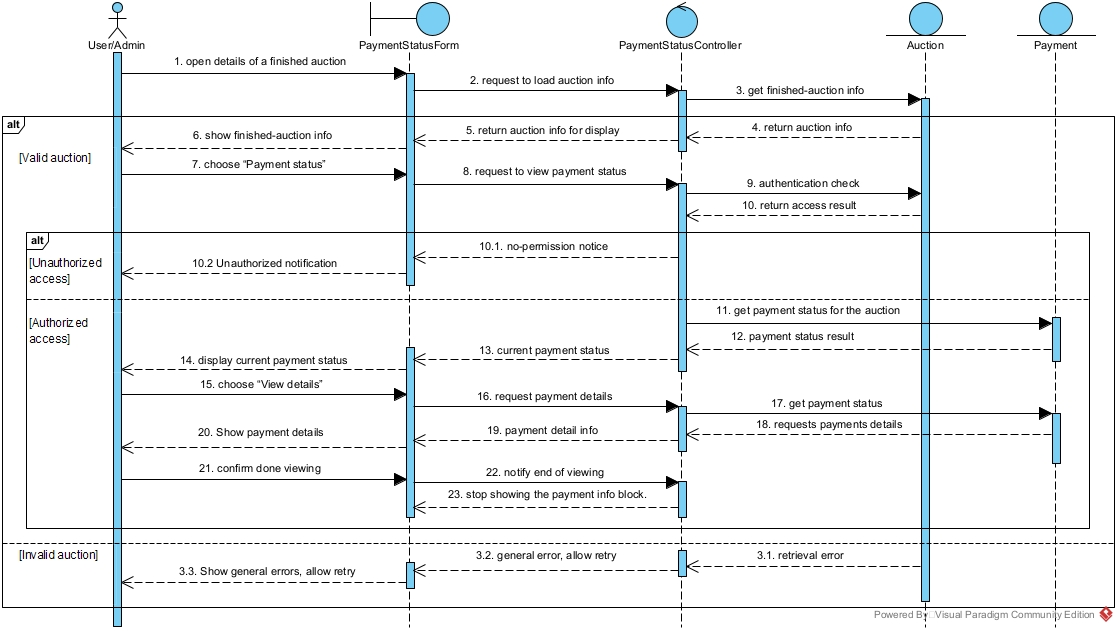 User/Admin
PaymentStatusForm
PaymentStatusController
Auction
Payment
1. open details of a finished auction
2. request to load auction info
3. get finished-auction info
alt
4. return auction info
5. return auction info for display
6. show finished-auction info
[Valid auction]
7. choose “Payment status”
8. request to view payment status
9. authentication check
10. return access result
alt
10.1. no-permission notice
[Unauthorized
access]
10.2 Unauthorized notification
11. get payment status for the auction
[Authorized
access]
12. payment status result
13. current payment status
14. display current payment status
15. choose “View details”
16. request payment details
17. get payment status
18. requests payments details
19. payment detail info
20. Show payment details
21. confirm done viewing
22. notify end of viewing
23. stop showing the payment info block.
[Invalid auction]
3.1. retrieval error
3.2. general error, allow retry
3.3. Show general errors, allow retry
Powered By Visual Paradigm Community Edition